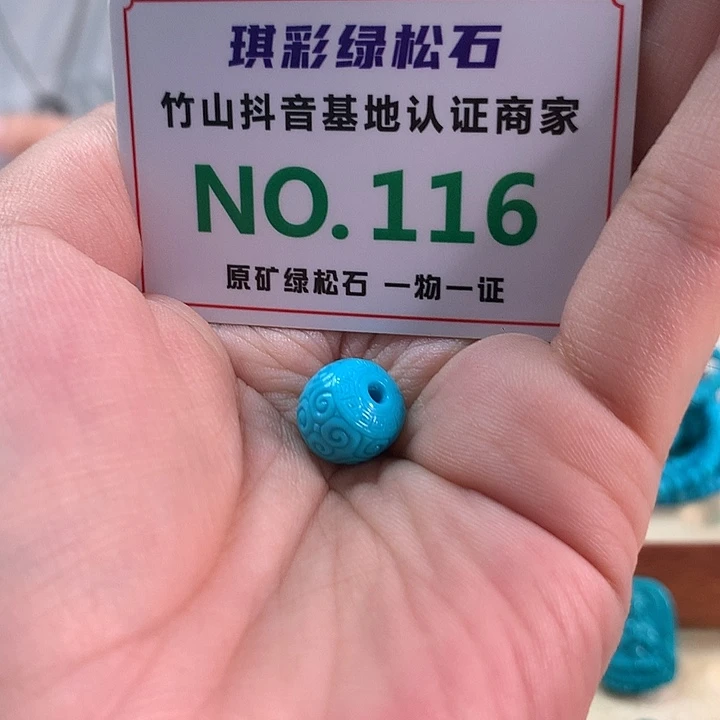 琪彩绿松石
竹山抖音基地认证商家
NO.116
原矿绿松石 一物一证